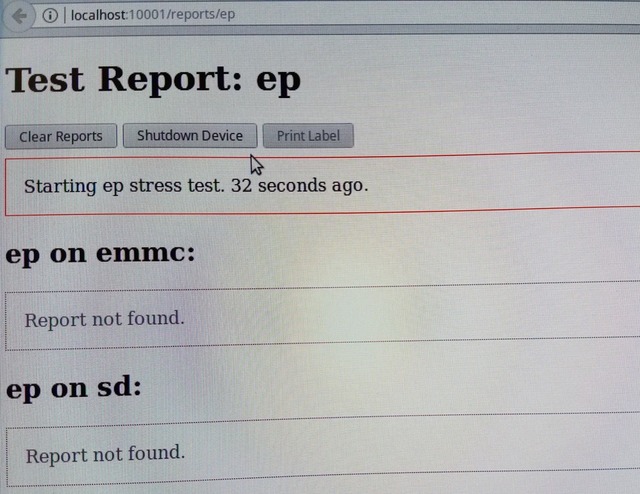 localhost:10001/reports/ep
Test Report: ep
Clear Reports Shutdown Device Print Label
Starting ep stress test. 32 seconds ago.
ep on emmc:
Report not found.
ep on sd:
Report not found.